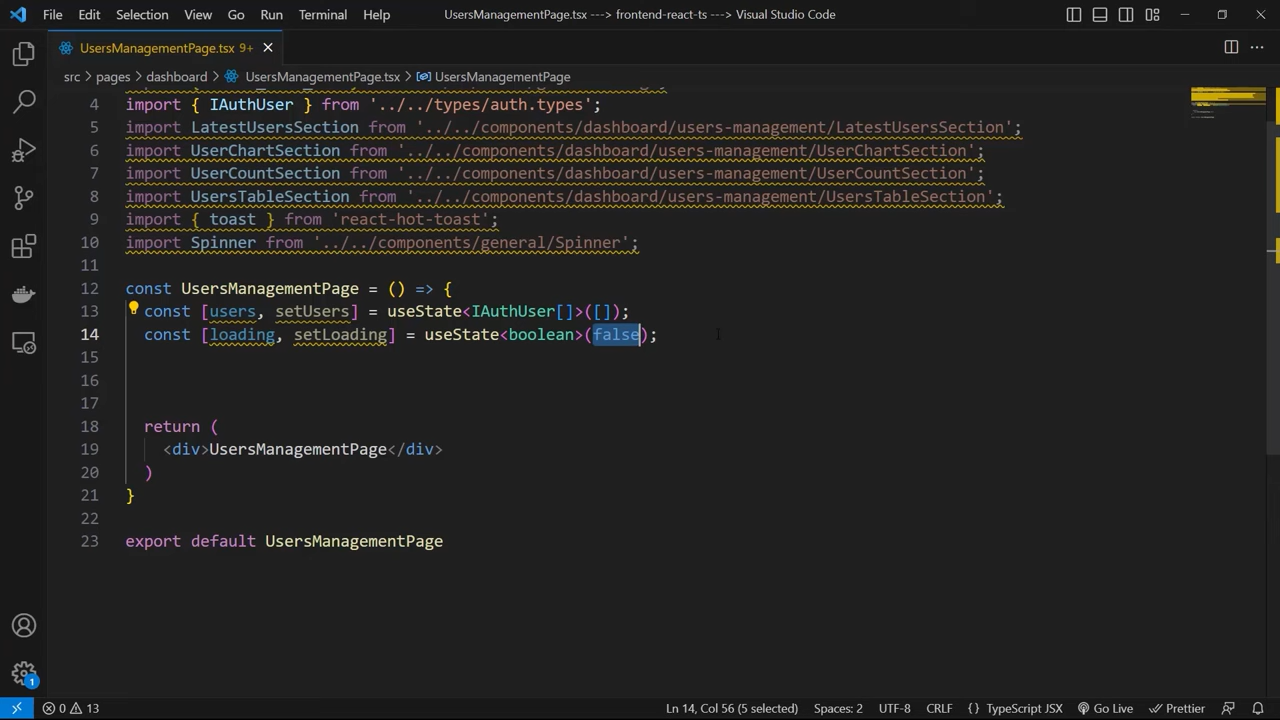 File Edit Selection View Go Run Terminal Help UsersManagementPage.tsx ---> frontend-react-ts ---> Visual Studio Code
UsersManagementPage.tsx 9+
src > pages > dashboard > UsersManagementPage.tsx > UsersManagementPage
4 import { IAuthUser } from '../../types/auth.types';
5 import LatestUsersSection from '../../components/dashboard/users-management/LatestUsersSection';
6 import UserChartSection from '../../components/dashboard/users-management/UserChartSection';
7 import UserCountSection from '../../components/dashboard/users-management/UserCountSection';
8 import UsersTableSection from '../../components/dashboard/users-management/UsersTableSection';
9 import { toast } from 'react-hot-toast';
10 import Spinner from '../../components/general/Spinner';
11
12 const UsersManagementPage = () => {
13 const [users, setUsers] = useState<IAuthUser[]>([]);
14 const [loading, setLoading] = useState<boolean>(false);
15
16
17
18 return (
19 <div>UsersManagementPage</div>
20 )
21 }
22
23 export default UsersManagementPage
1
0 13 Ln 14, Col 56 (5 selected) Spaces: 2 UTF-8 CRLF { } TypeScript JSX Go Live Prettier